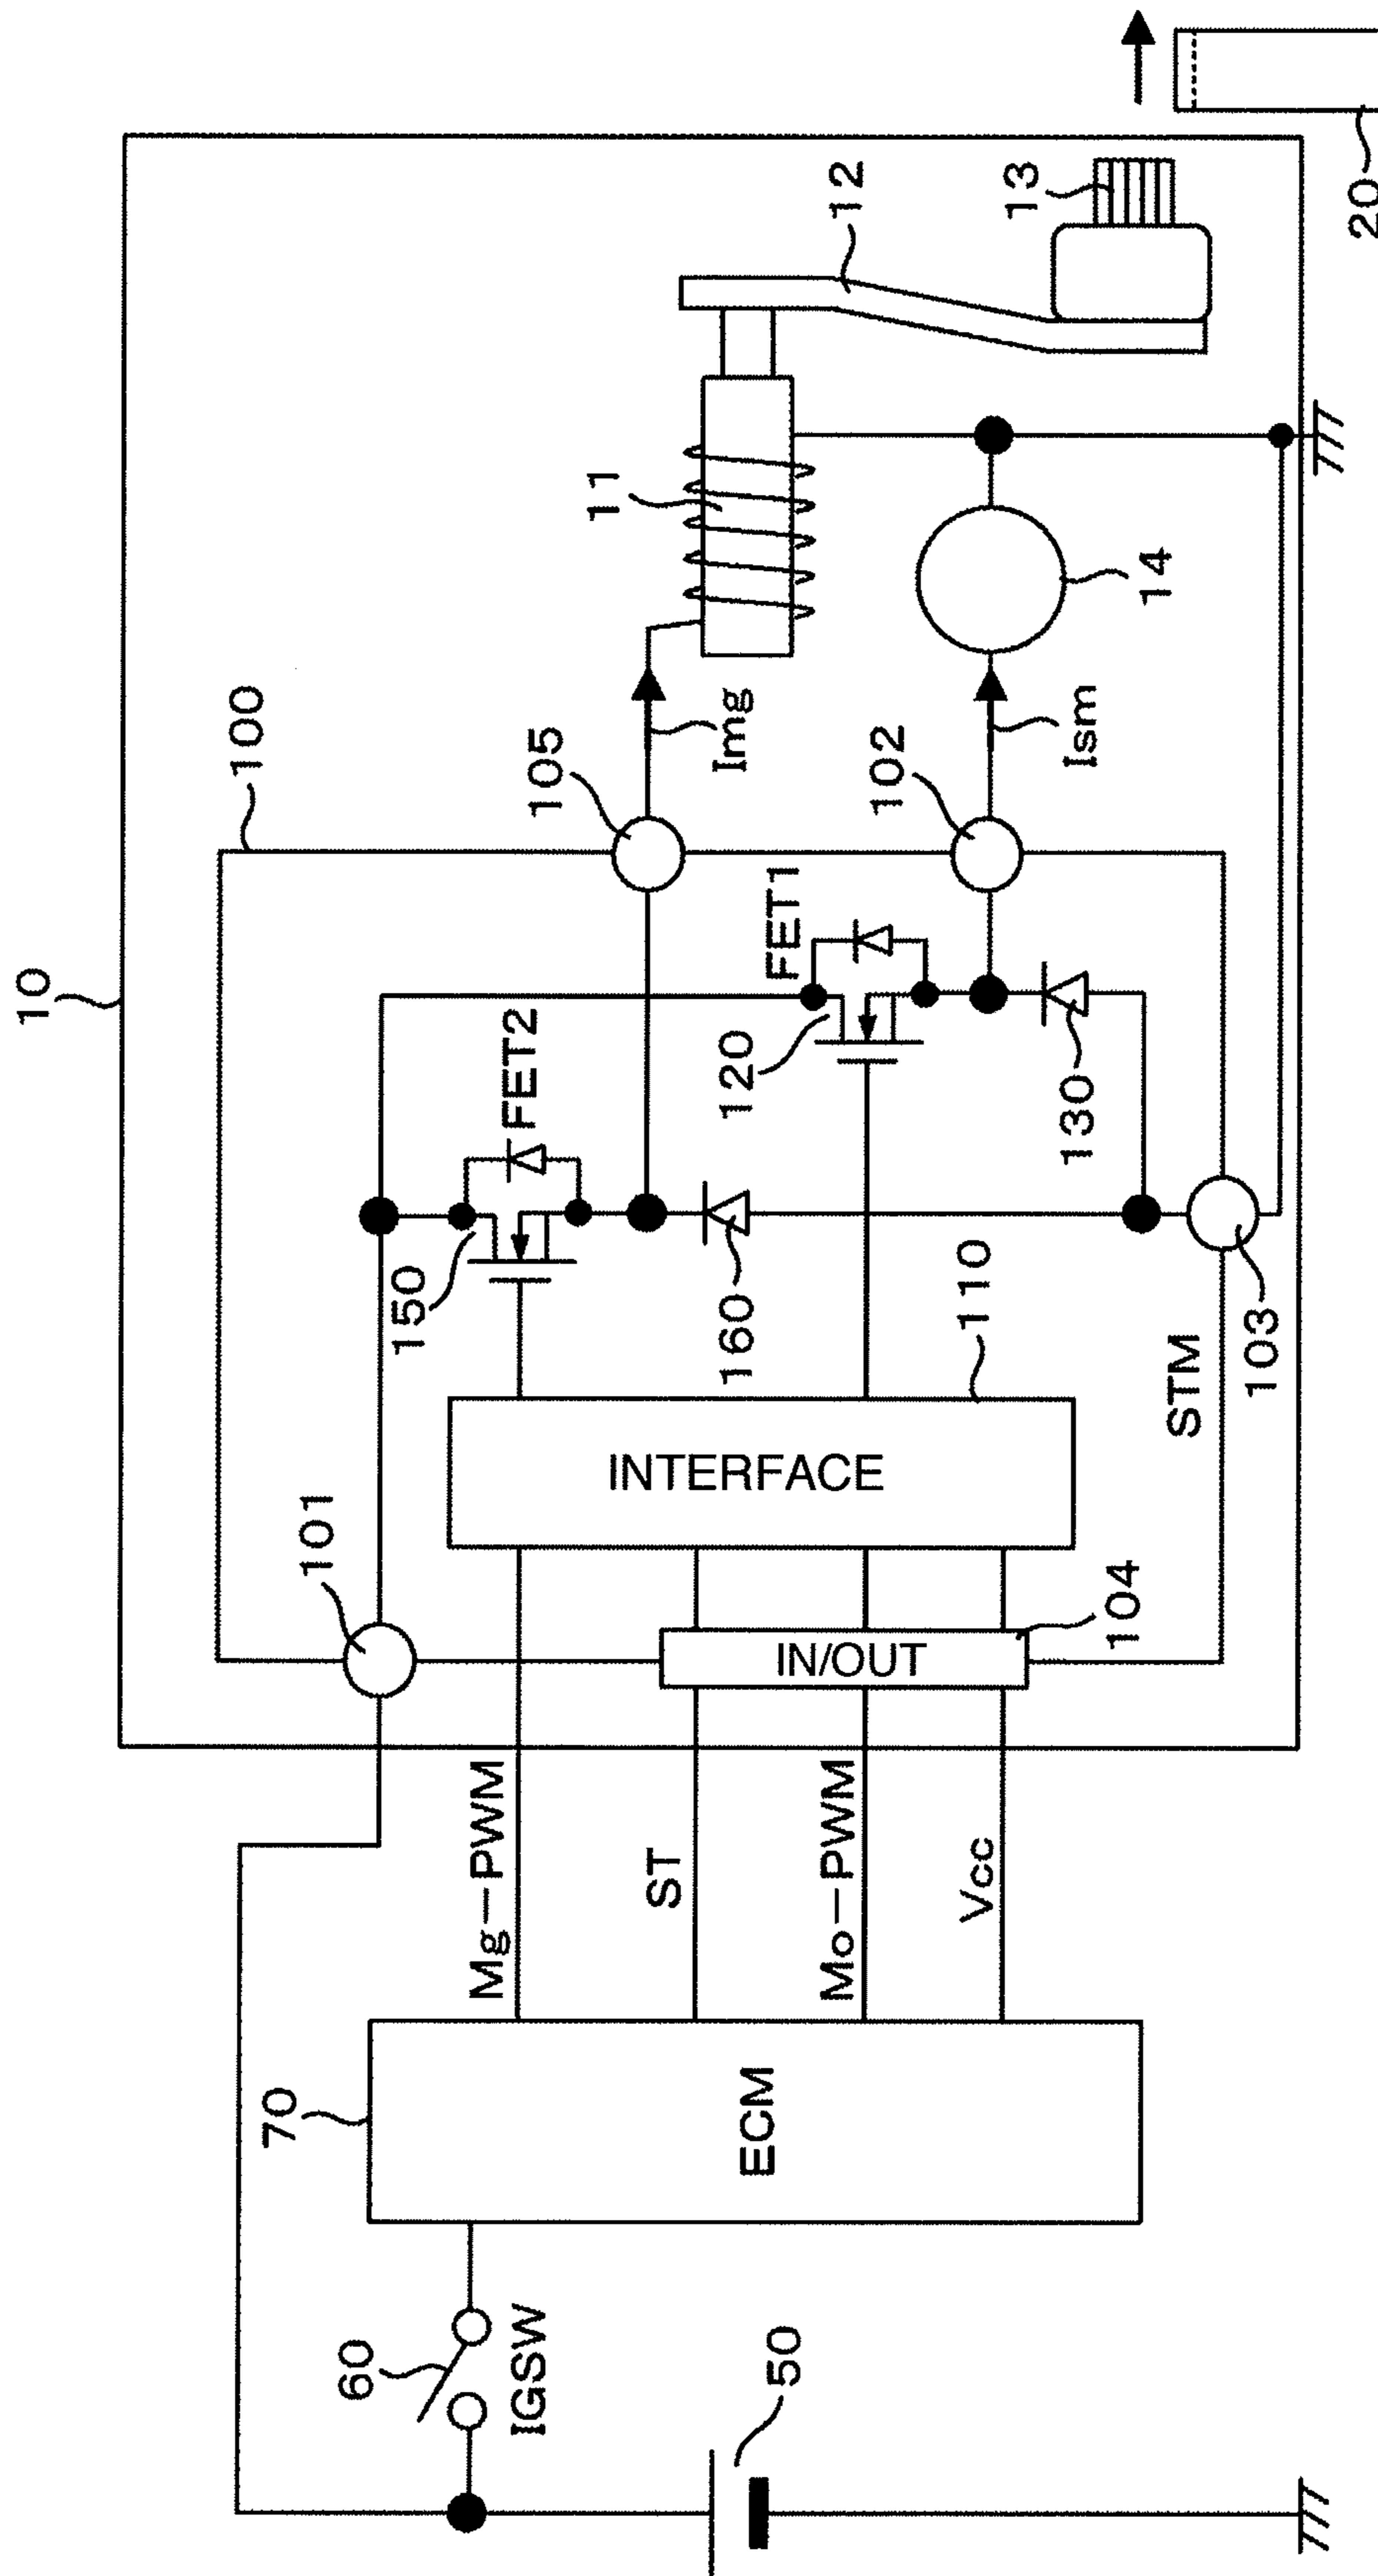 10
100
101
150
FET2
105
Img
11
12
13
20
70
ECM
60
IGSW
50
Mg-PWM
ST
Mo-PWM
Vcc
IN/OUT
104
INTERFACE
110
160
120
FET1
130
102
Ism
14
STM
103